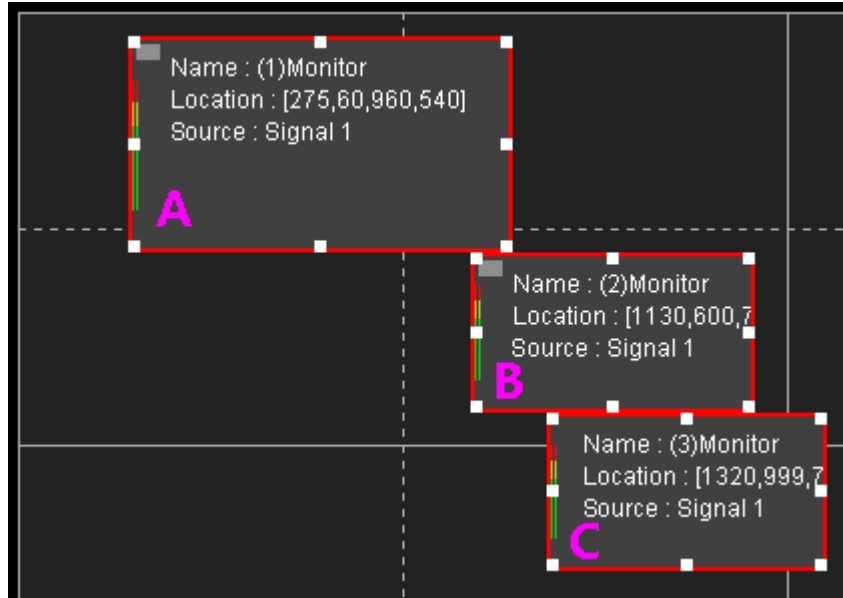 Name : (1)Monitor
Location : [275,60,960,540]
Source : Signal 1
A
Name : (2)Monitor
Location : [1130,600,7
Source : Signal 1
B
Name : (3)Monitor
Location : [1320,999,7
Source : Signal 1
C